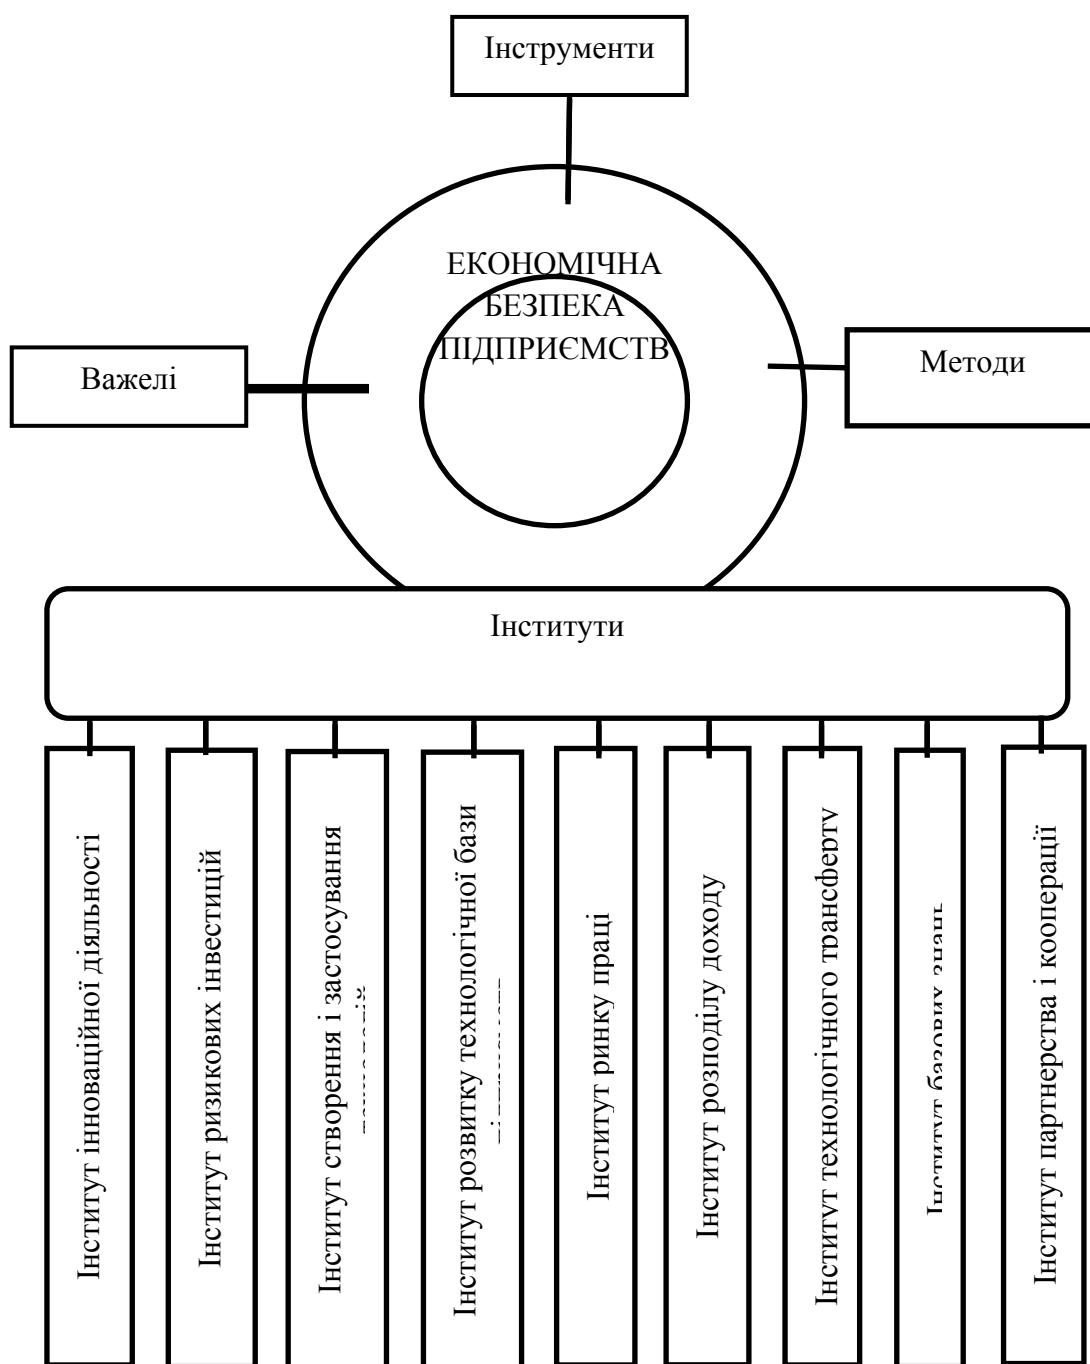 Інструменти
ЕКОНОМІЧНА
БЕЗПЕКА
ПІДПРИЄМСТВ
Важелі
Методи
Інститути
Інститут інноваційної діяльності
Інститут ризикових інвестицій
Інститут створення і застосування
технологій
Інститут розвитку технологічної бази
Інститут ринку праці
Інститут розподілу доходу
Інститут технологічного трансферту
Інститут базових знань
Інститут партнерства і кооперації